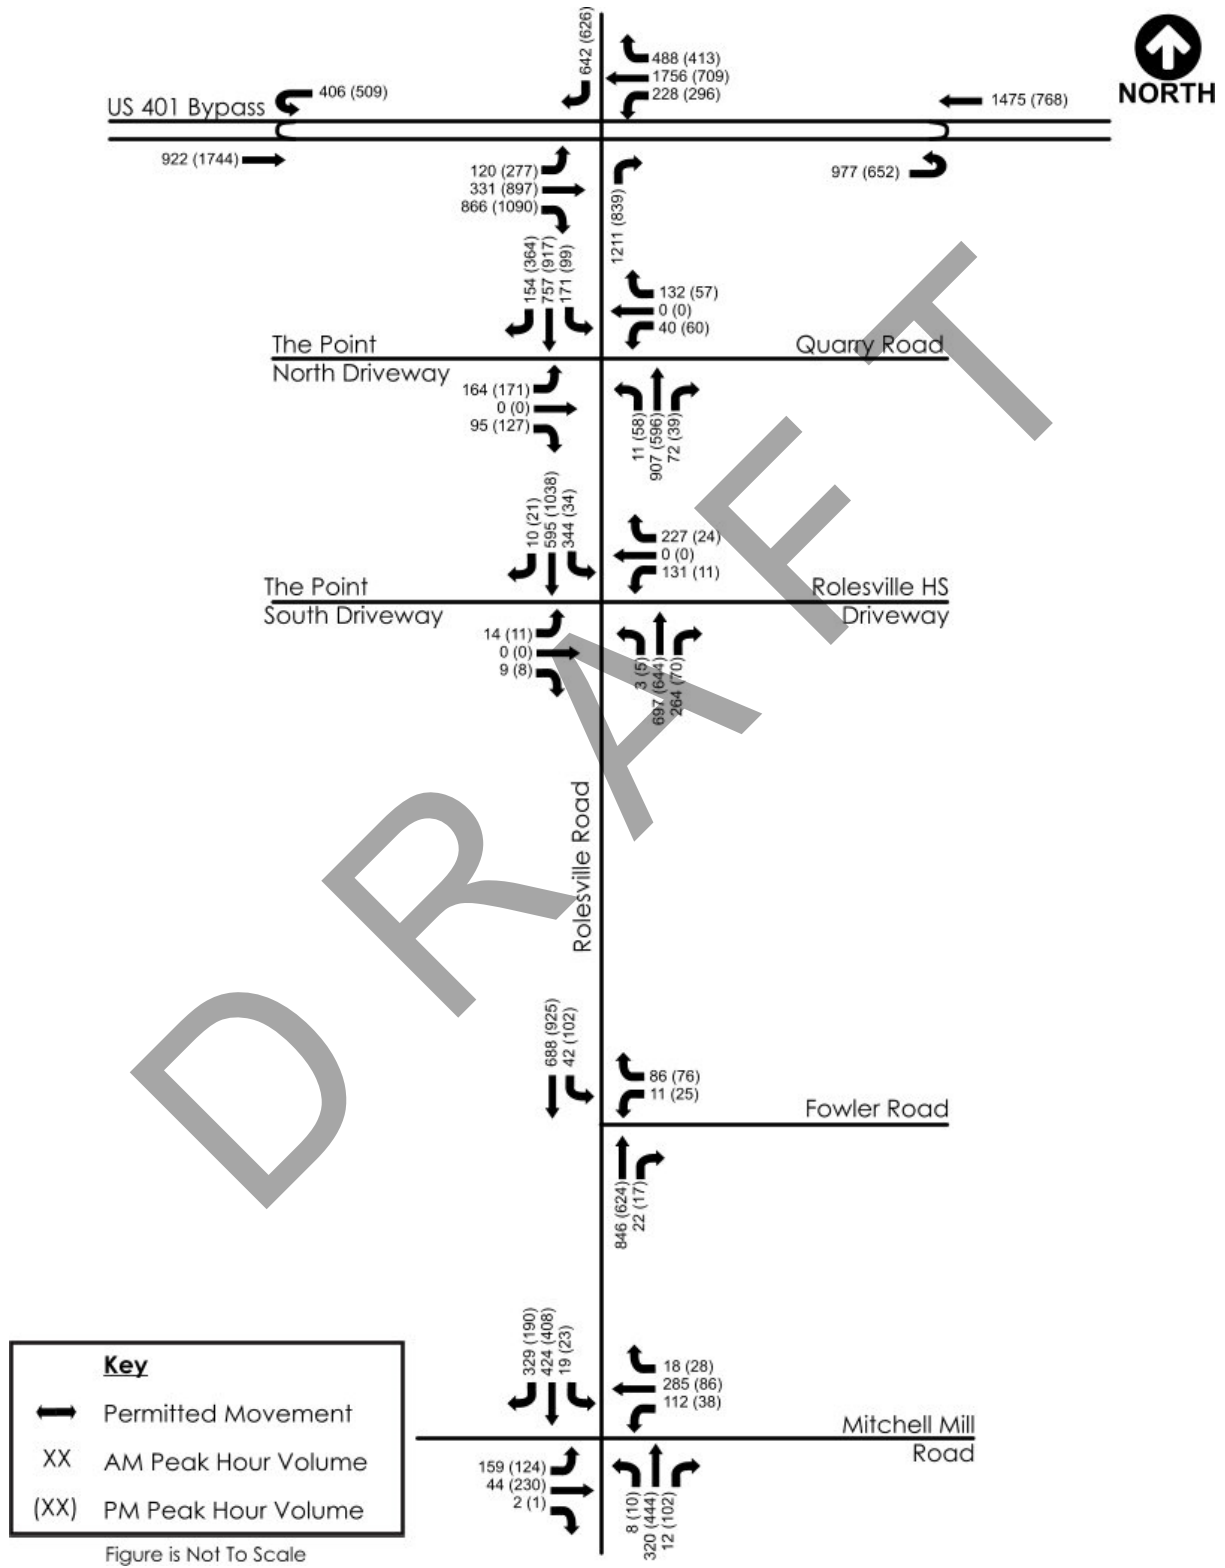 642 (626)
488 (413)
1756 (709)
228 (296)
NORTH
US 401 Bypass
406 (509)
1475 (768)
922 (1744)
120 (277)
331 (897)
866 (1090)
1211 (839)
977 (652)
154 (364)
757 (917)
171 (99)
132 (57)
0 (0)
40 (60)
The Point
North Driveway
Quarry Road
164 (171)
0 (0)
95 (127)
11 (58)
907 (596)
72 (39)
10 (21)
595 (1038)
344 (34)
227 (24)
0 (0)
131 (11)
The Point
South Driveway
Rolesville HS
Driveway
14 (11)
0 (0)
9 (8)
3 (5)
697 (644)
264 (70)
Rolesville Road
688 (925)
42 (102)
86 (76)
11 (25)
Fowler Road
846 (624)
22 (17)
329 (190)
424 (408)
19 (23)
18 (28)
285 (86)
112 (38)
Mitchell Mill
Road
159 (124)
44 (230)
2 (1)
8 (10)
320 (444)
12 (102)
Key
Permitted Movement
XX AM Peak Hour Volume
(XX) PM Peak Hour Volume
Figure is Not To Scale
DRAFT